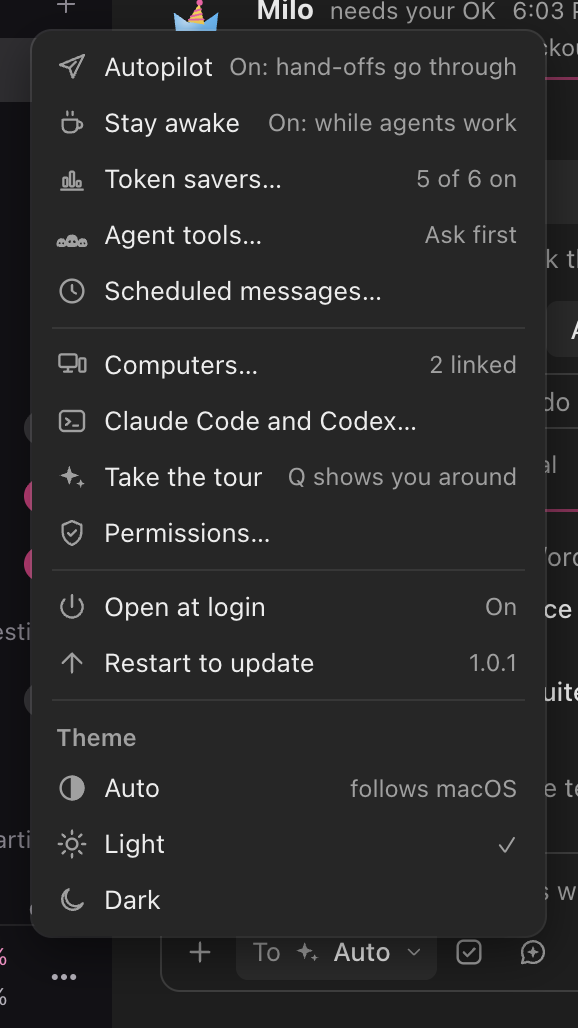 Milo needs your OK 6:03
Autopilot On: hand-offs go through
Stay awake On: while agents work
Token savers... 5 of 6 on
Agent tools... Ask first
Scheduled messages...
Computers... 2 linked
Claude Code and Codex...
do
Take the tour Q shows you around
Permissions...
Open at login On
Restart to update 1.0.1
Theme
Auto follows macOS
Light
Dark
To Auto
%
%